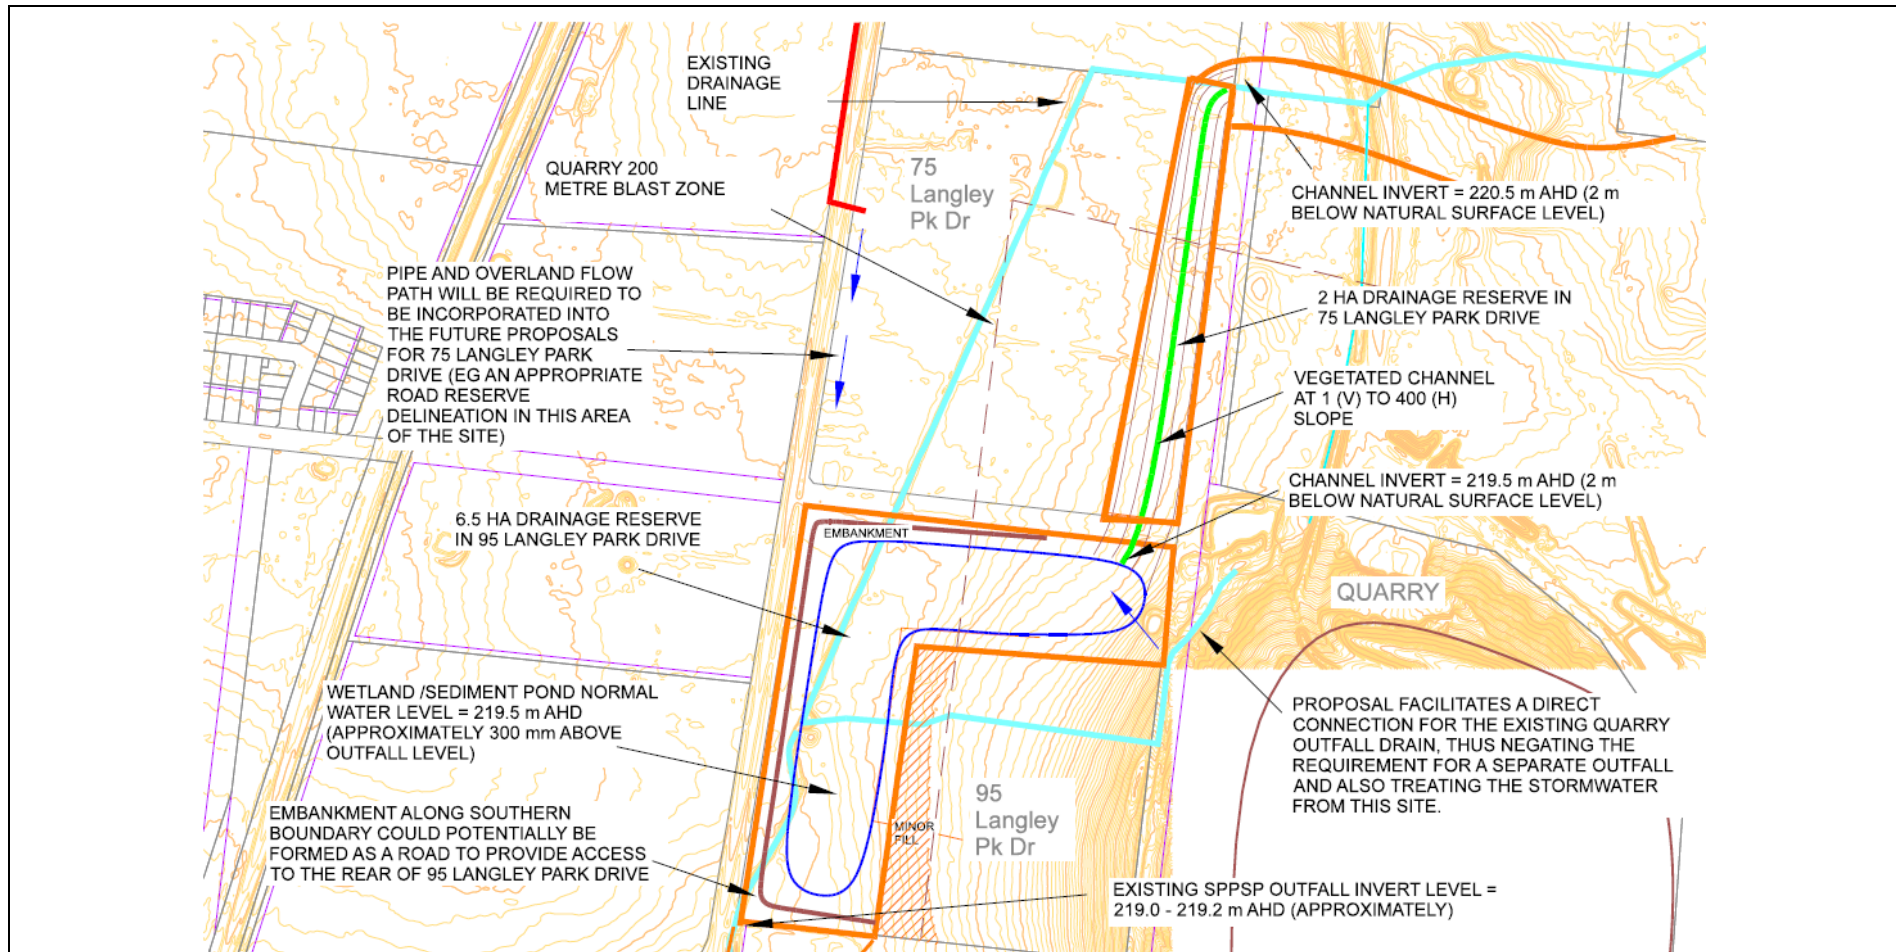 EXISTING
DRAINAGE
LINE
QUARRY 200
METRE BLAST ZONE
75
Langley
Pk Dr
CHANNEL INVERT = 220.5 m AHD (2 m
BELOW NATURAL SURFACE LEVEL)
PIPE AND OVERLAND FLOW
PATH WILL BE REQUIRED TO
BE INCORPORATED INTO
THE FUTURE PROPOSALS
FOR 75 LANGLEY PARK
DRIVE (EG AN APPROPRIATE
ROAD RESERVE
DELINEATION IN THIS AREA
OF THE SITE)
2 HA DRAINAGE RESERVE IN
75 LANGLEY PARK DRIVE
VEGETATED CHANNEL
AT 1 (V) TO 400 (H)
SLOPE
CHANNEL INVERT = 219.5 m AHD (2 m
BELOW NATURAL SURFACE LEVEL)
6.5 HA DRAINAGE RESERVE
IN 95 LANGLEY PARK DRIVE
EMBANKMENT
QUARRY
WETLAND /SEDIMENT POND NORMAL
WATER LEVEL = 219.5 m AHD
(APPROXIMATELY 300 mm ABOVE
OUTFALL LEVEL)
PROPOSAL FACILITATES A DIRECT
CONNECTION FOR THE EXISTING QUARRY
OUTFALL DRAIN, THUS NEGATING THE
REQUIREMENT FOR A SEPARATE OUTFALL
AND ALSO TREATING THE STORMWATER
FROM THIS SITE.
EMBANKMENT ALONG SOUTHERN
BOUNDARY COULD POTENTIALLY BE
FORMED AS A ROAD TO PROVIDE ACCESS
TO THE REAR OF 95 LANGLEY PARK DRIVE
MINOR
FILL
95
Langley
Pk Dr
EXISTING SPPSP OUTFALL INVERT LEVEL =
219.0 - 219.2 m AHD (APPROXIMATELY)